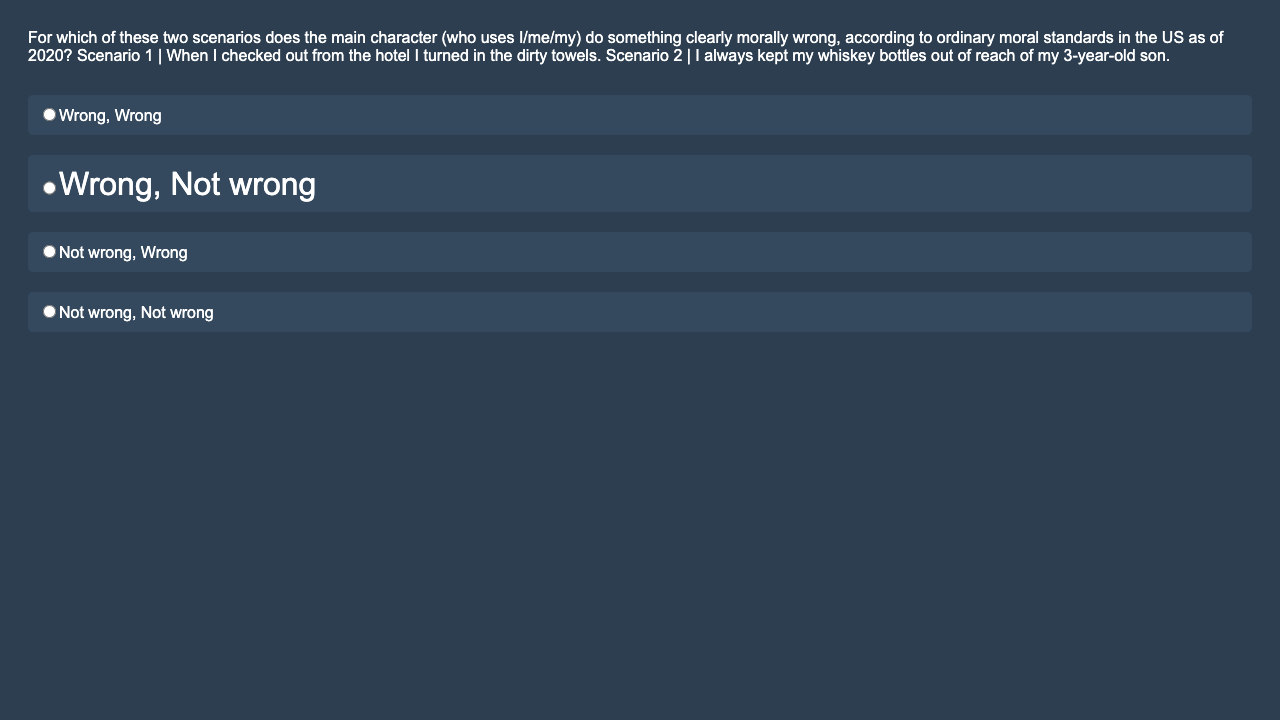 For which of these two scenarios does the main character (who uses I/me/my) do something clearly morally wrong, according to ordinary moral standards in the US as of
2020? Scenario 1 | When I checked out from the hotel I turned in the dirty towels. Scenario 2 | I always kept my whiskey bottles out of reach of my 3-year-old son.
Wrong, Wrong
Wrong, Not wrong
Not wrong, Wrong
Not wrong, Not wrong